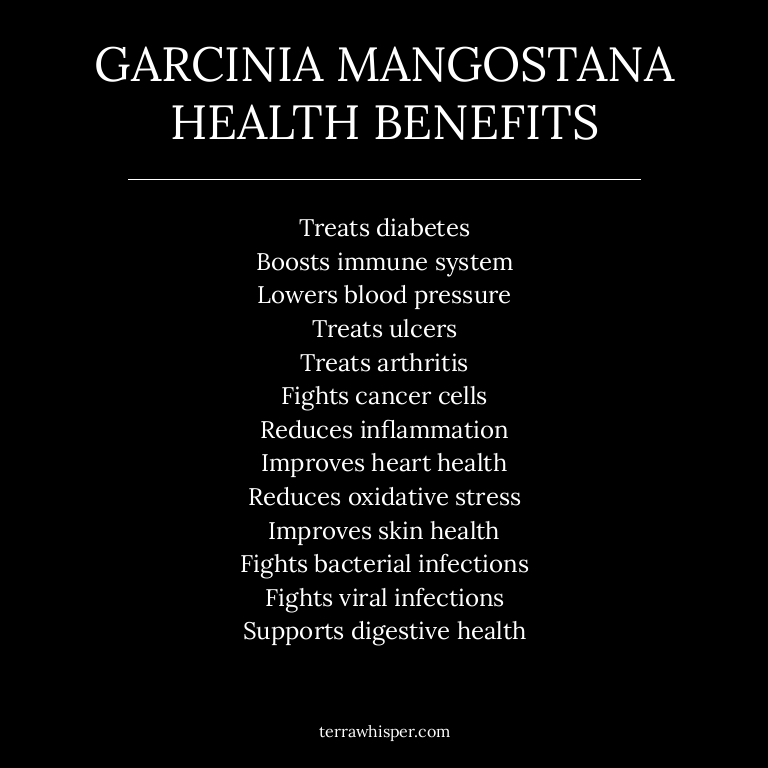 GARCINIA MANGOSTANA
HEALTH BENEFITS
Treats diabetes
Boosts immune system
Lowers blood pressure
Treats ulcers
Treats arthritis
Fights cancer cells
Reduces inflammation
Improves heart health
Reduces oxidative stress
Improves skin health
Fights bacterial infections
Fights viral infections
Supports digestive health
terrawhisper.com